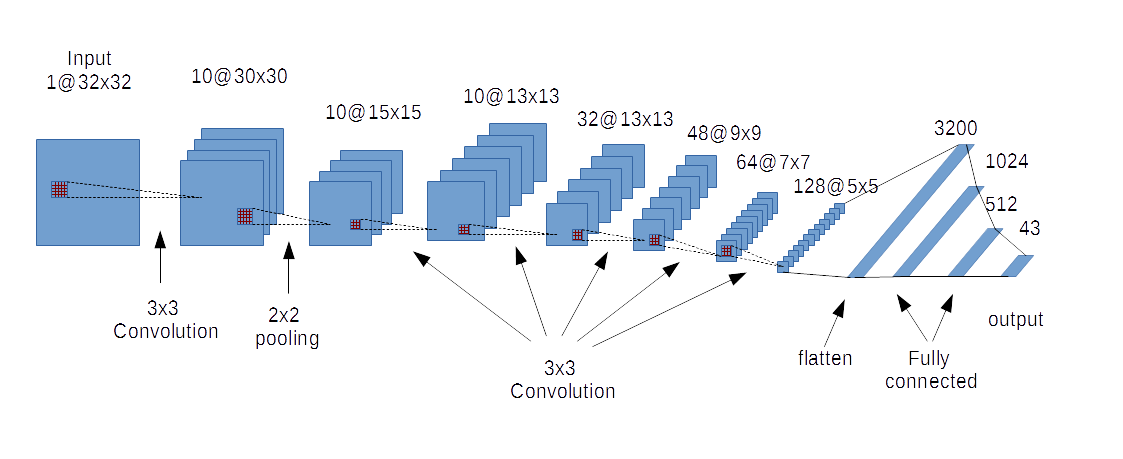 Input
1@32x32
10@30x30
10@15x15
10@13x13
32@13x13
48@9x9
64@7x7
128@5x5
3200
1024
512
43
3x3
Convolution
2x2
pooling
3x3
Convolution
flatten
Fully
connected
output